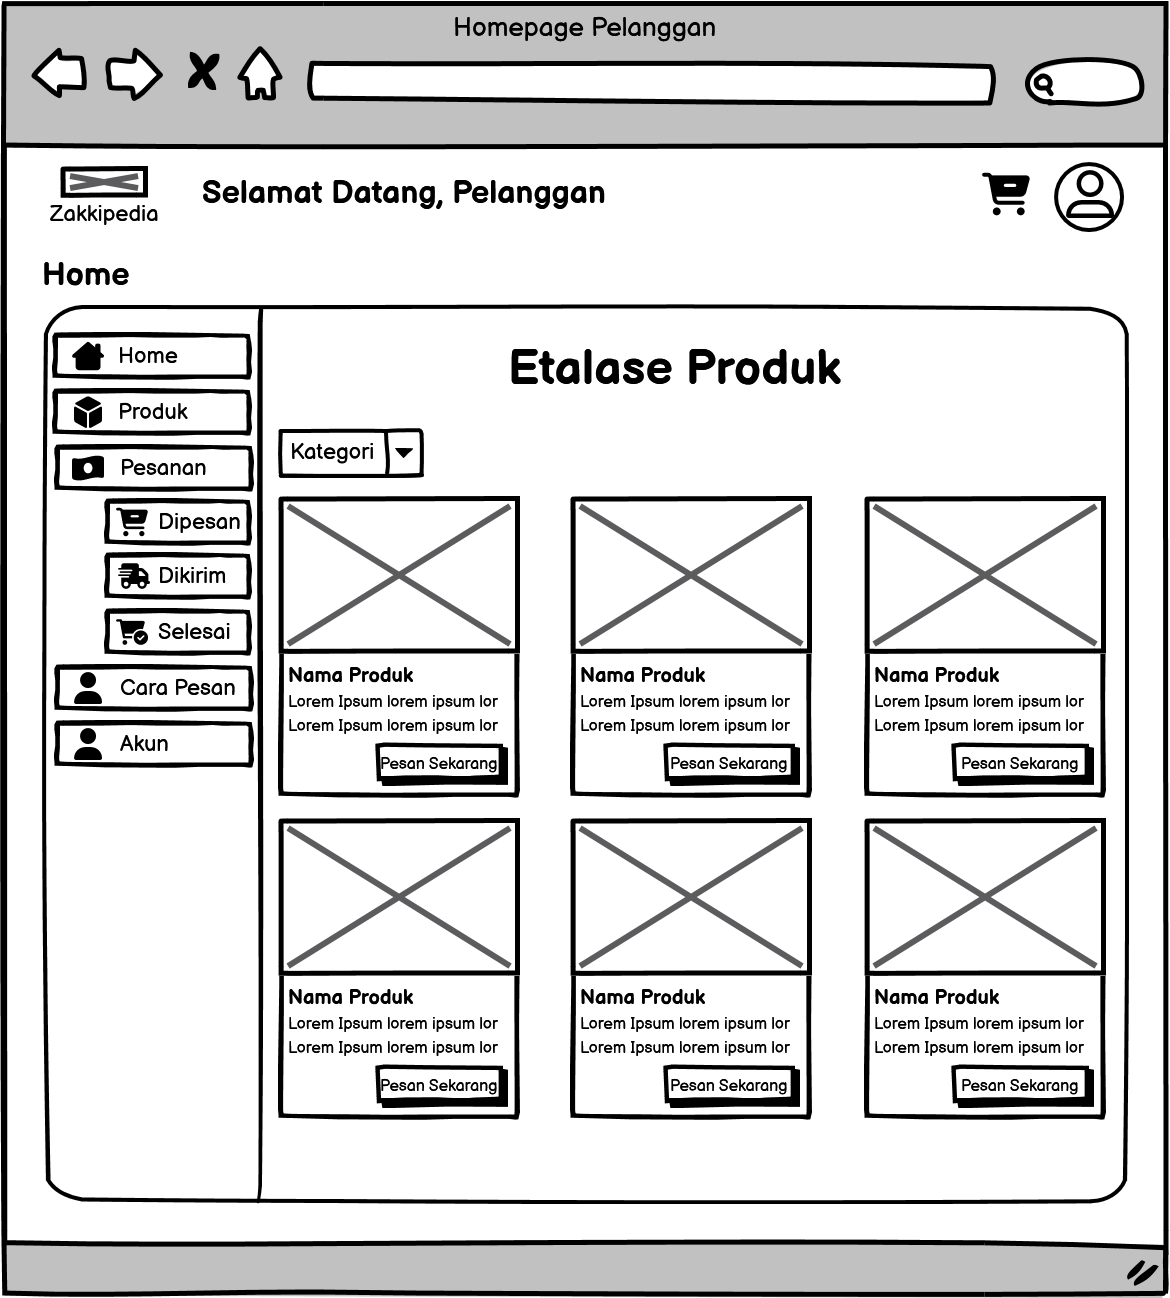 Homepage Pelanggan
Zakkipedia
Selamat Datang, Pelanggan
Home
Home
Produk
Pesanan
Dipesan
Dikirim
Selesai
Cara Pesan
Akun
Etalase Produk
Kategori
Nama Produk
Lorem Ipsum lorem ipsum lor
Lorem Ipsum lorem ipsum lor
Pesan Sekarang
Nama Produk
Lorem Ipsum lorem ipsum lor
Lorem Ipsum lorem ipsum lor
Pesan Sekarang
Nama Produk
Lorem Ipsum lorem ipsum lor
Lorem Ipsum lorem ipsum lor
Pesan Sekarang
Nama Produk
Lorem Ipsum lorem ipsum lor
Lorem Ipsum lorem ipsum lor
Pesan Sekarang
Nama Produk
Lorem Ipsum lorem ipsum lor
Lorem Ipsum lorem ipsum lor
Pesan Sekarang
Nama Produk
Lorem Ipsum lorem ipsum lor
Lorem Ipsum lorem ipsum lor
Pesan Sekarang